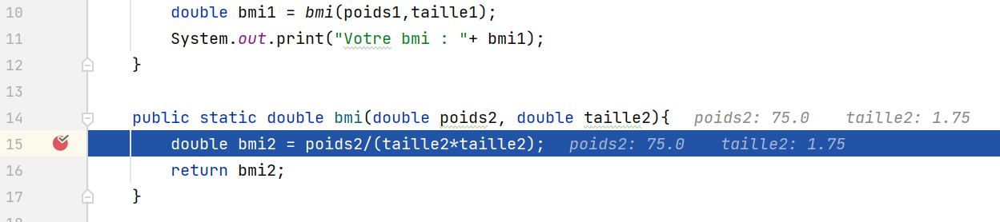 10 double bmi1 = bmi(poids1,taille1);
11 System.out.print("Votre bmi : "+ bmi1);
12 }
13
14 public static double bmi(double poids2, double taille2){ poids2: 75.0 taille2: 1.75
15 double bmi2 = poids2/(taille2*taille2); poids2: 75.0 taille2: 1.75
16 return bmi2;
17 }